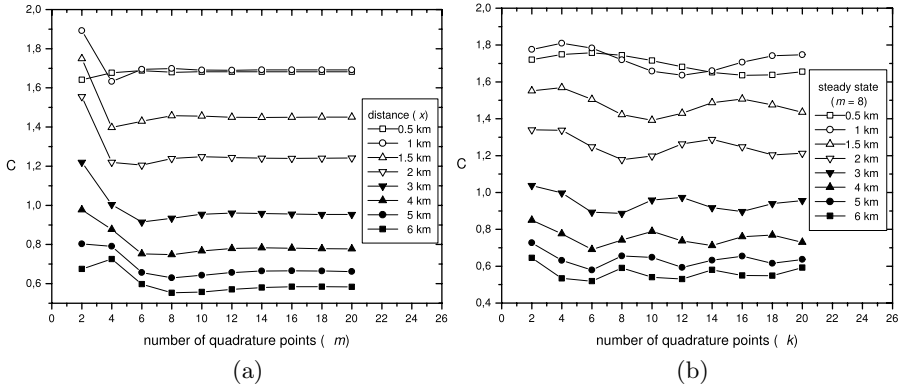 2,0
1,8
1,6
1,4
1,2
1,0
0,8
0,6
C
0 2 4 6 8 10 12 14 16 18 20 22 24 26
number of quadrature points ( m)
distance ( x)
0.5 km
1 km
1.5 km
2 km
3 km
4 km
5 km
6 km
(a)
2,0
1,8
1,6
1,4
1,2
1,0
0,8
0,6
0,4
C
0 2 4 6 8 10 12 14 16 18 20 22 24 26
number of quadrature points ( k)
steady state
(m = 8)
0.5 km
1 km
1.5 km
2 km
3 km
4 km
5 km
6 km
(b)